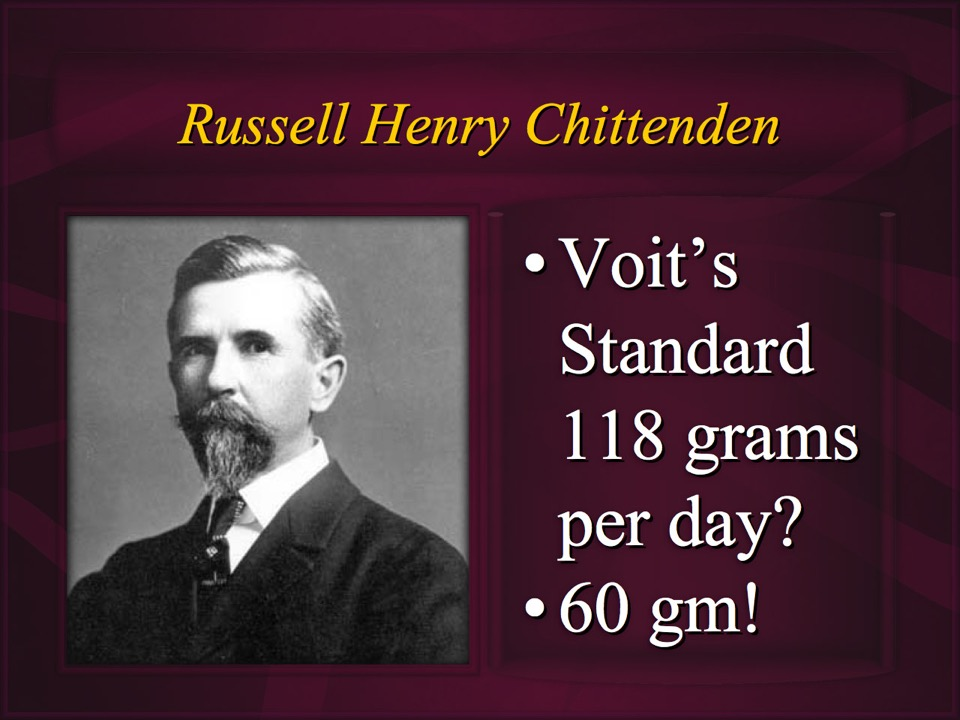 Russell Henry Chittenden
• Voit’s
Standard
118 grams
per day?
• 60 gm!